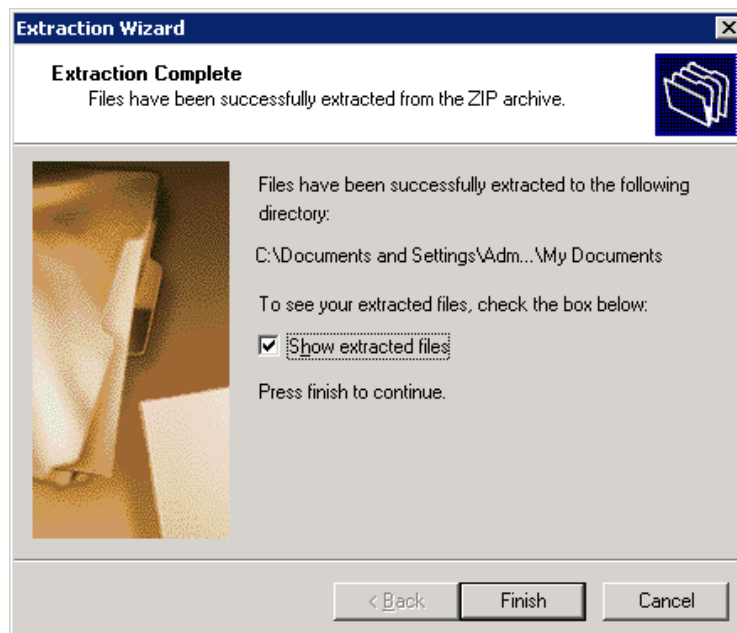 Extraction Wizard
Extraction Complete
Files have been successfully extracted from the ZIP archive.
Files have been successfully extracted to the following
directory:
C:\Documents and Settings\Adm...\My Documents
To see your extracted files, check the box below:
Show extracted files
Press finish to continue.
< Back
Finish
Cancel